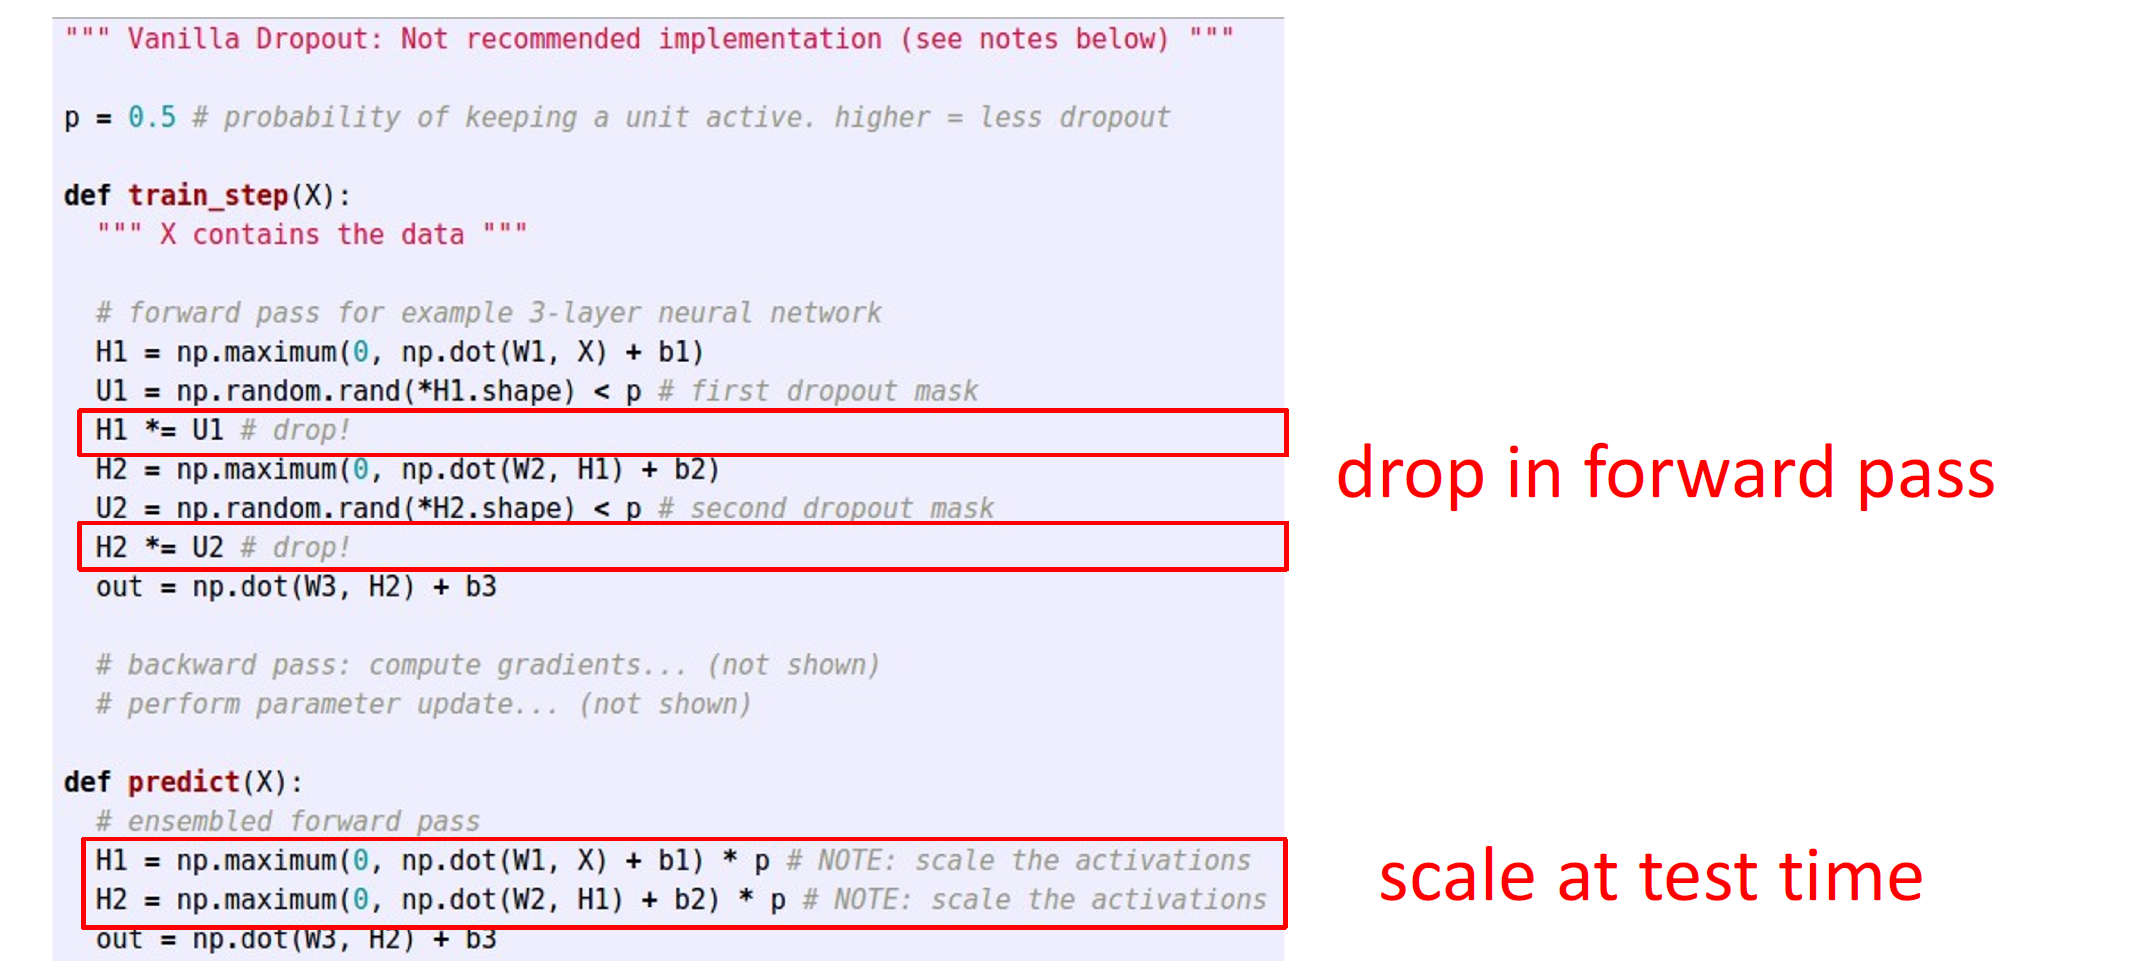 """ Vanilla Dropout: Not recommended implementation (see notes below) """
p = 0.5 # probability of keeping a unit active. higher = less dropout
def train_step(X):
""" X contains the data """
# forward pass for example 3-layer neural network
H1 = np.maximum(0, np.dot(W1, X) + b1)
U1 = np.random.rand(*H1.shape) < p # first dropout mask
H1 *= U1 # drop!
H2 = np.maximum(0, np.dot(W2, H1) + b2)
U2 = np.random.rand(*H2.shape) < p # second dropout mask
H2 *= U2 # drop!
out = np.dot(W3, H2) + b3
drop in forward pass
# backward pass: compute gradients... (not shown)
# perform parameter update... (not shown)
def predict(X):
# ensembled forward pass
H1 = np.maximum(0, np.dot(W1, X) + b1) * p # NOTE: scale the activations
H2 = np.maximum(0, np.dot(W2, H1) + b2) * p # NOTE: scale the activations
out = np.dot(W3, H2) + b3
scale at test time